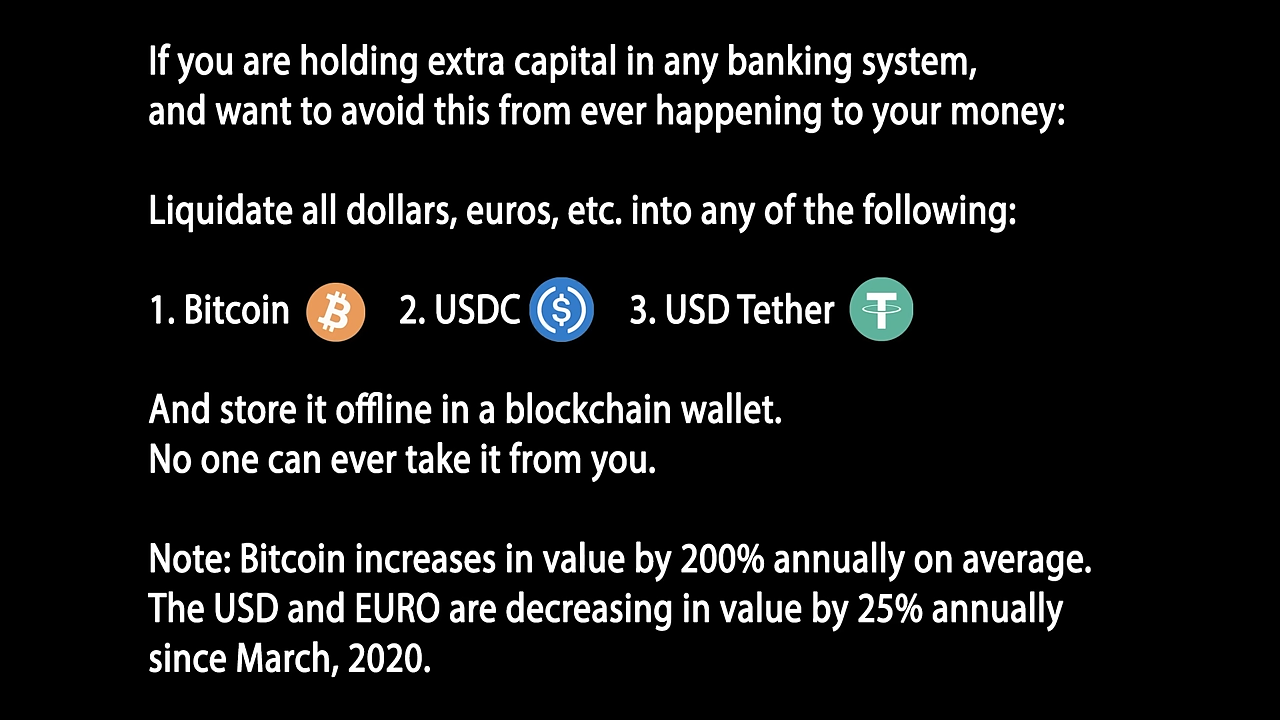 If you are holding extra capital in any banking system,
and want to avoid this from ever happening to your money:
Liquidate all dollars, euros, etc. into any of the following:
1. Bitcoin 2. USDC 3. USD Tether
And store it offline in a blockchain wallet.
No one can ever take it from you.
Note: Bitcoin increases in value by 200% annually on average.
The USD and EURO are decreasing in value by 25% annually
since March, 2020.